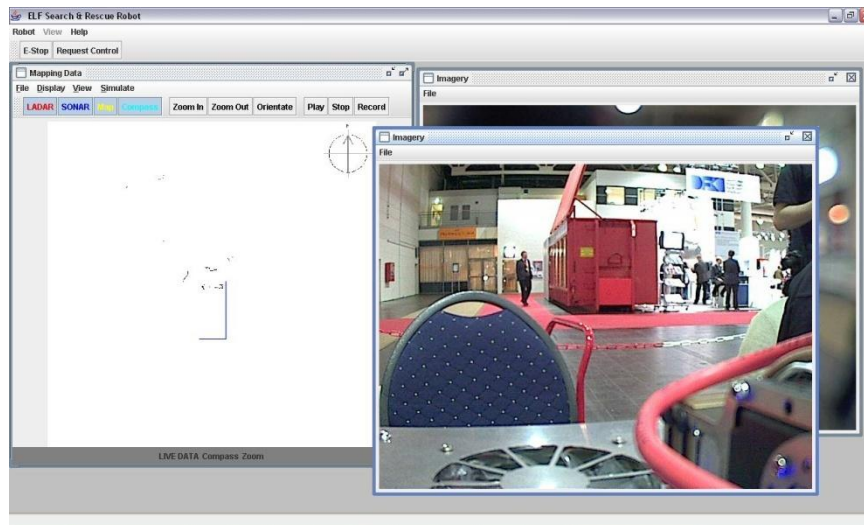 ELF Search & Rescue Robot
Robot View Help
E-Stop Request Control
Mapping Data
File Display View Simulate
LADAR SONAR Map Compass Zoom In Zoom Out Orientate Play Stop Record
LIVE DATA Compass Zoom
Imagery
File
Imagery
File